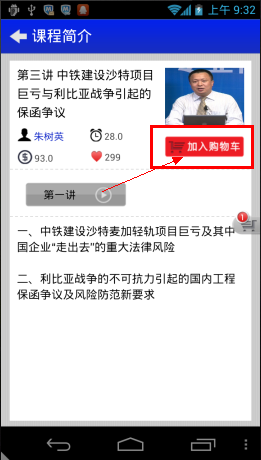 上午 9:32
课程简介
第三讲 中铁建设沙特项目
巨亏与利比亚战争引起的
保函争议
朱树英
28.0
93.0
299
加入购物车
第一讲
1
一、中铁建设沙特麦加轻轨项目巨亏及其中
国企业“走出去”的重大法律风险
二、利比亚战争的不可抗力引起的国内工程
保函争议及风险防范新要求